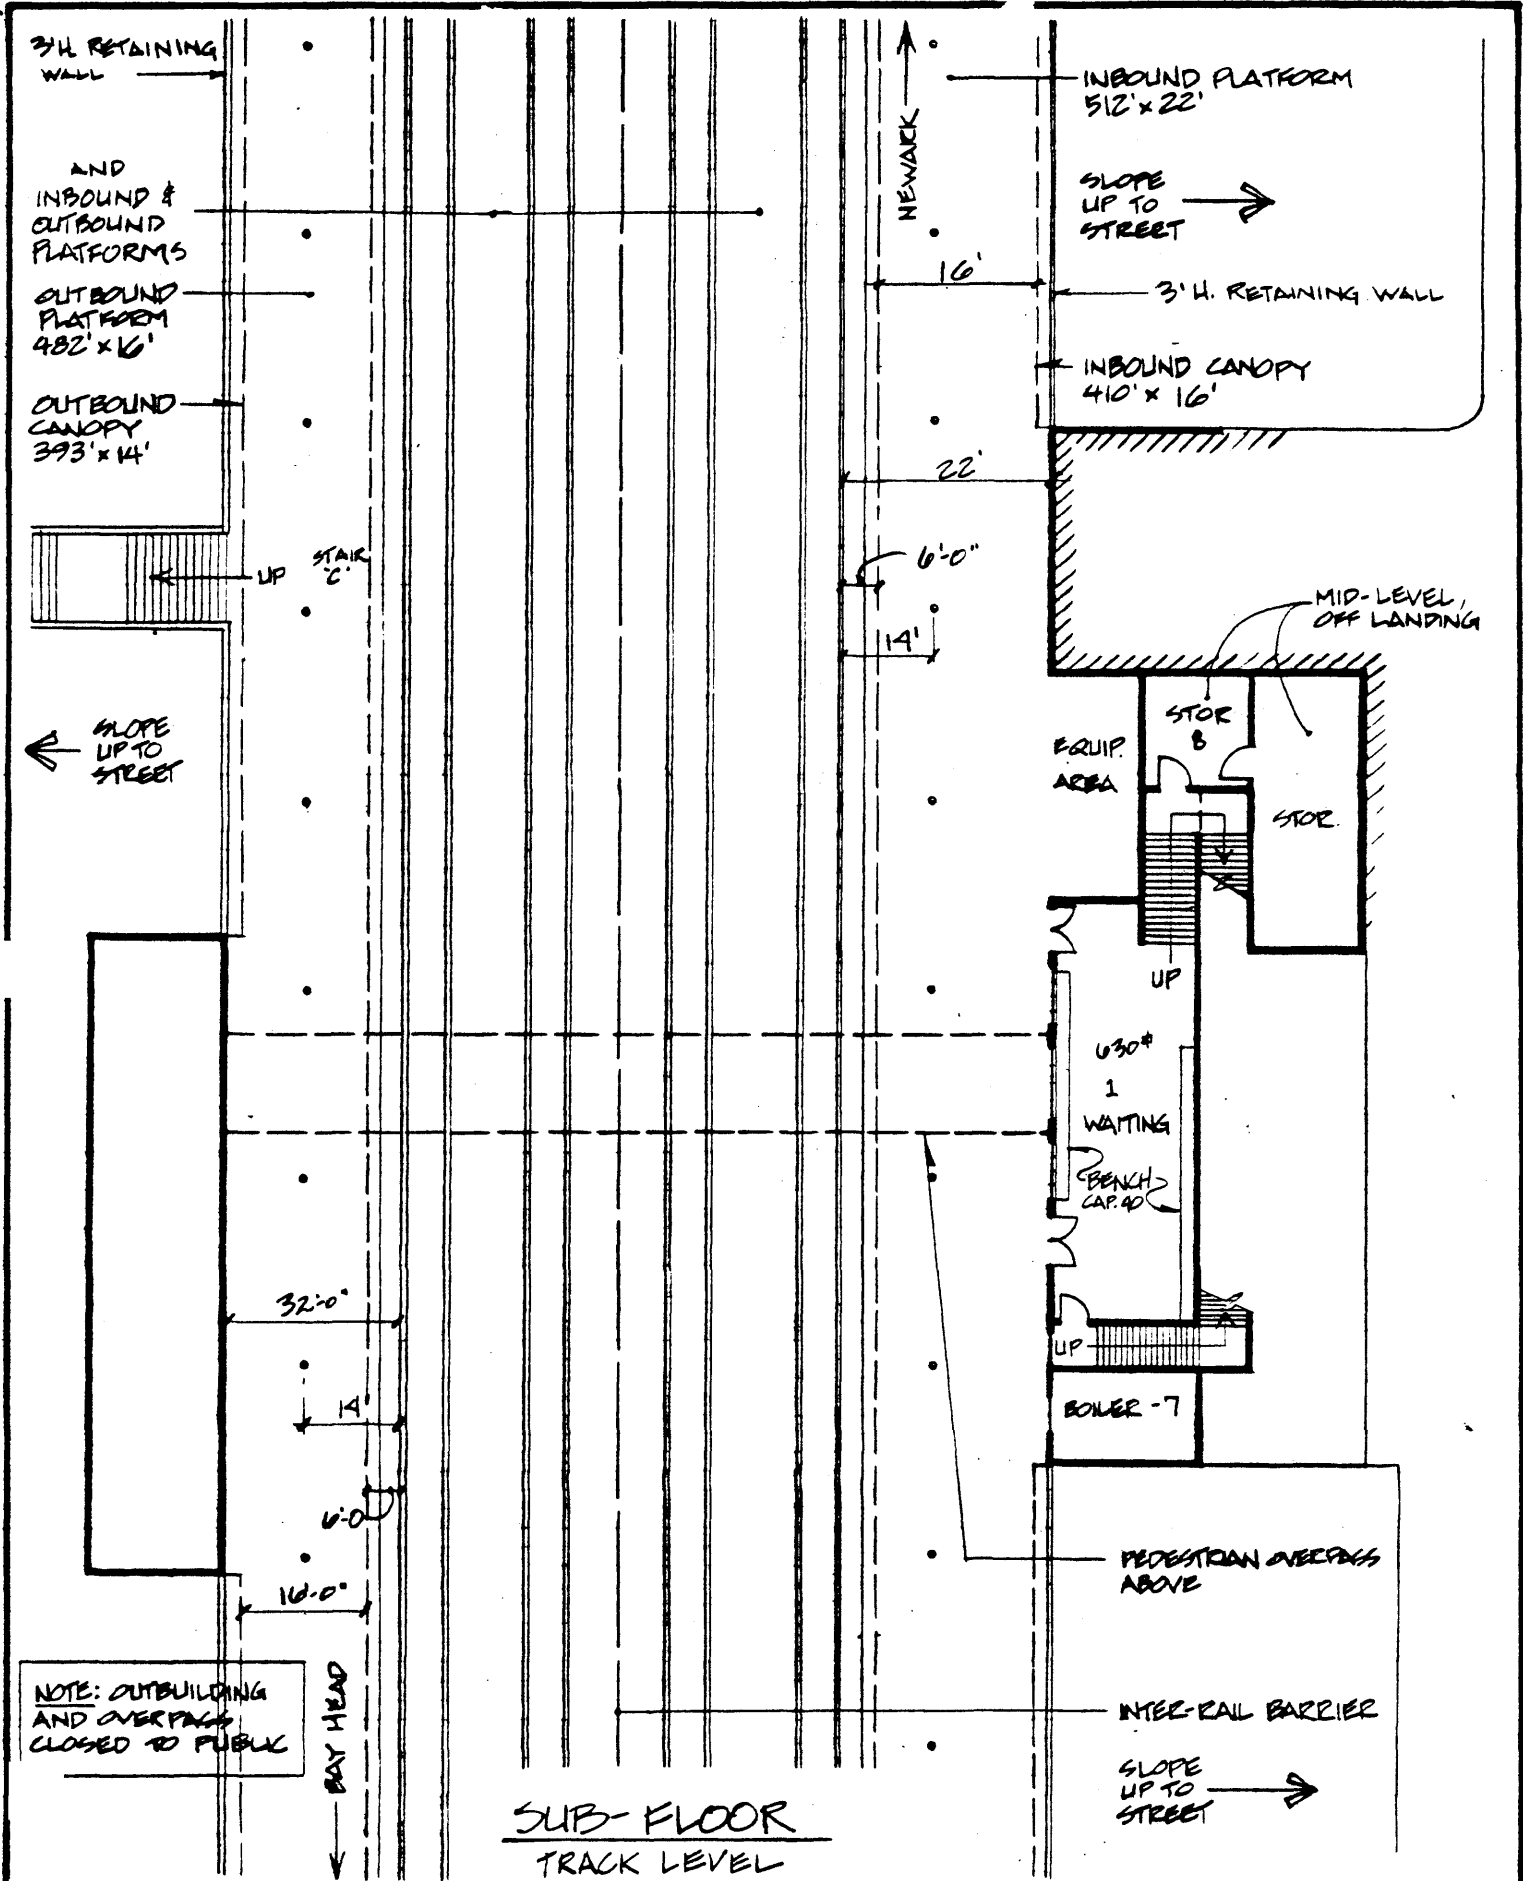 3'H. RETAINING
WALL
AND
INBOUND &
OUTBOUND
PLATFORMS
OUTBOUND
PLATFORM
482' x 16'
OUTBOUND
CANOPY
393' x 14'
UP
STAIR
"C"
SLOPE
UP TO
STREET
32'-0"
14
6'-0
16'-0"
NOTE: OUTBUILDING
AND OVERPASS
CLOSED TO PUBLIC
BAY HEAD
NEWARK
INBOUND PLATFORM
512' x 22'
SLOPE
UP TO
STREET
16'
3' H. RETAINING WALL
INBOUND CANOPY
410' x 16'
22'
6'-0"
14'
MID-LEVEL,
OFF LANDING
STOR
8
EQUIP.
AREA
STOR.
UP
630#
1
WAITING
BENCH
CAP. 40
UP
BOILER - 7
PEDESTRIAN OVERPASS
ABOVE
INTER-RAIL BARRIER
SLOPE
UP TO
STREET
SUB-FLOOR
TRACK LEVEL